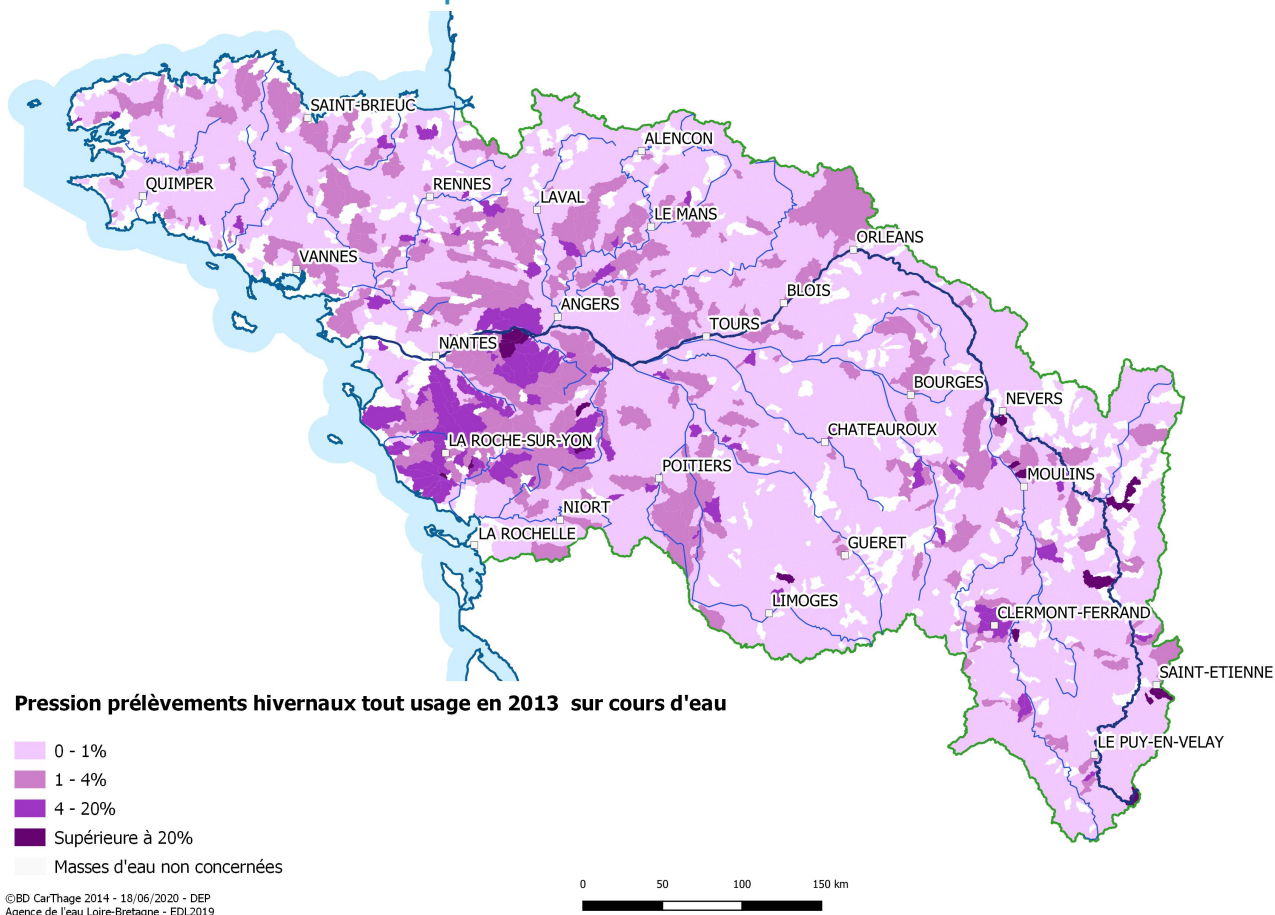 SAINT-BRIEUC
ALENCON
QUIMPER
RENNES
LAVAL
LE MANS
ORLEANS
VANNES
BLOIS
ANGERS
TOURS
NANTES
BOURGES
NEVERS
CHATEAUROUX
LA ROCHE-SUR-YON
POITIERS
MOULINS
NIORT
LA ROCHELLE
GUERET
LIMOGES
CLERMONT-FERRAND
SAINT-ETIENNE
LE PUY-EN-VELAY
Pression prélèvements hivernaux tout usage en 2013 sur cours d'eau
0 - 1%
1 - 4%
4 - 20%
Supérieure à 20%
Masses d'eau non concernées
0 50 100 150 km
©BD CarThage 2014 - 18/06/2020 - DEP
Agence de l'eau Loire-Bretagne - EDL2019